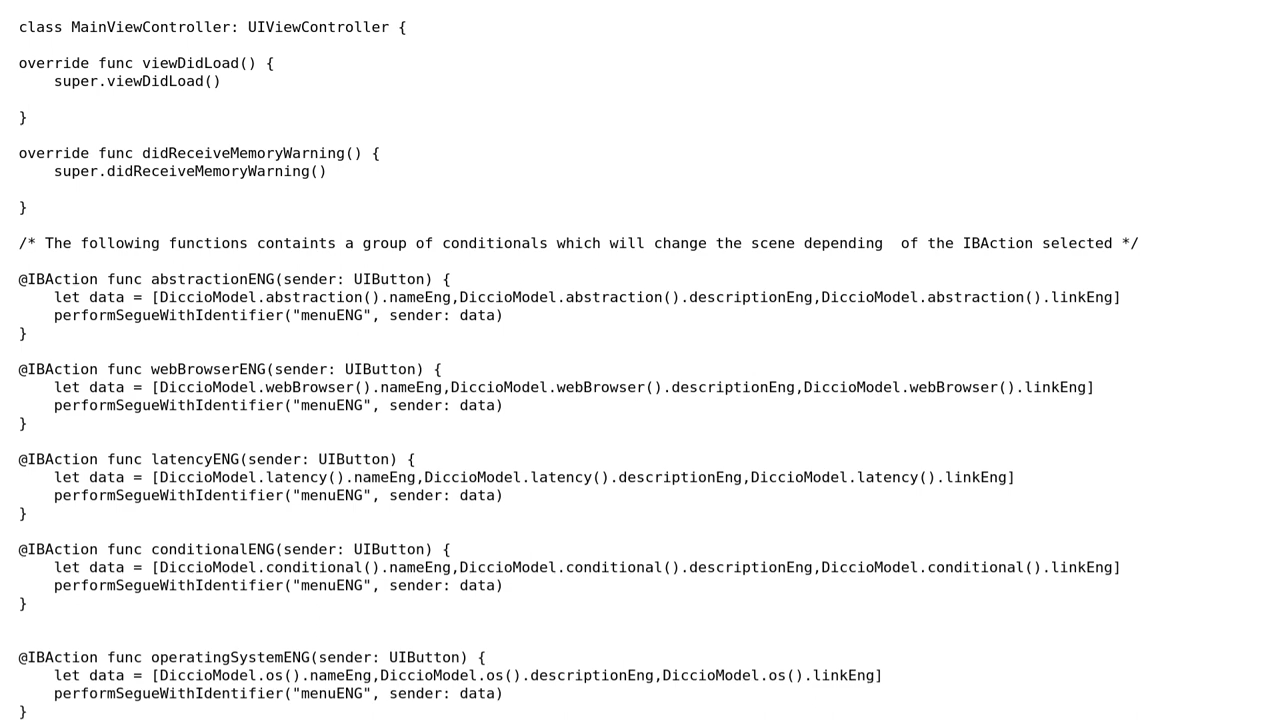 class MainViewController: UIViewController {
override func viewDidLoad() {
super.viewDidLoad()
}
override func didReceiveMemoryWarning() {
super.didReceiveMemoryWarning()
}
/* The following functions containts a group of conditionals which will change the scene depending  of the IBAction selected */
@IBAction func abstractionENG(sender: UIButton) {
let data = [DiccioModel.abstraction().nameEng,DiccioModel.abstraction().descriptionEng,DiccioModel.abstraction().linkEng]
performSegueWithIdentifier("menuENG", sender: data)
}
@IBAction func webBrowserENG(sender: UIButton) {
let data = [DiccioModel.webBrowser().nameEng,DiccioModel.webBrowser().descriptionEng,DiccioModel.webBrowser().linkEng]
performSegueWithIdentifier("menuENG", sender: data)
}
@IBAction func latencyENG(sender: UIButton) {
let data = [DiccioModel.latency().nameEng,DiccioModel.latency().descriptionEng,DiccioModel.latency().linkEng]
performSegueWithIdentifier("menuENG", sender: data)
}
@IBAction func conditionalENG(sender: UIButton) {
let data = [DiccioModel.conditional().nameEng,DiccioModel.conditional().descriptionEng,DiccioModel.conditional().linkEng]
performSegueWithIdentifier("menuENG", sender: data)
}
@IBAction func operatingSystemENG(sender: UIButton) {
let data = [DiccioModel.os().nameEng,DiccioModel.os().descriptionEng,DiccioModel.os().linkEng]
performSegueWithIdentifier("menuENG", sender: data)
}